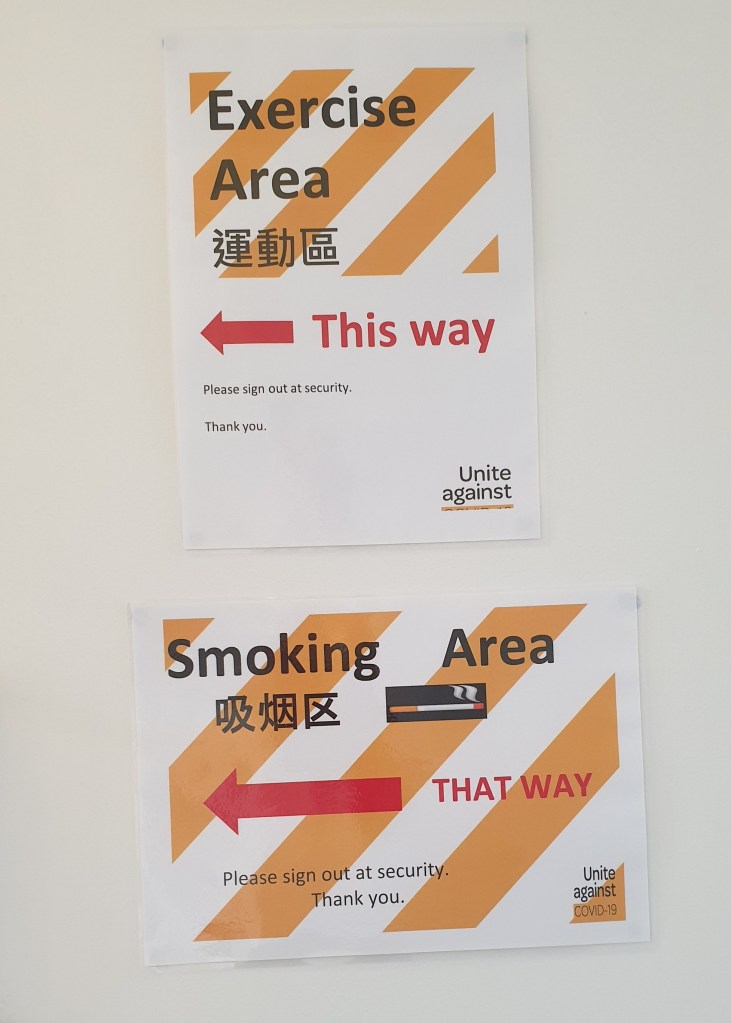 Exercise
Area
運動區
This way
Please sign out at security.
Thank you.
Unite
against
Smoking Area
吸烟区
THAT WAY
Please sign out at security.
Thank you.
Unite
against
COVID-19